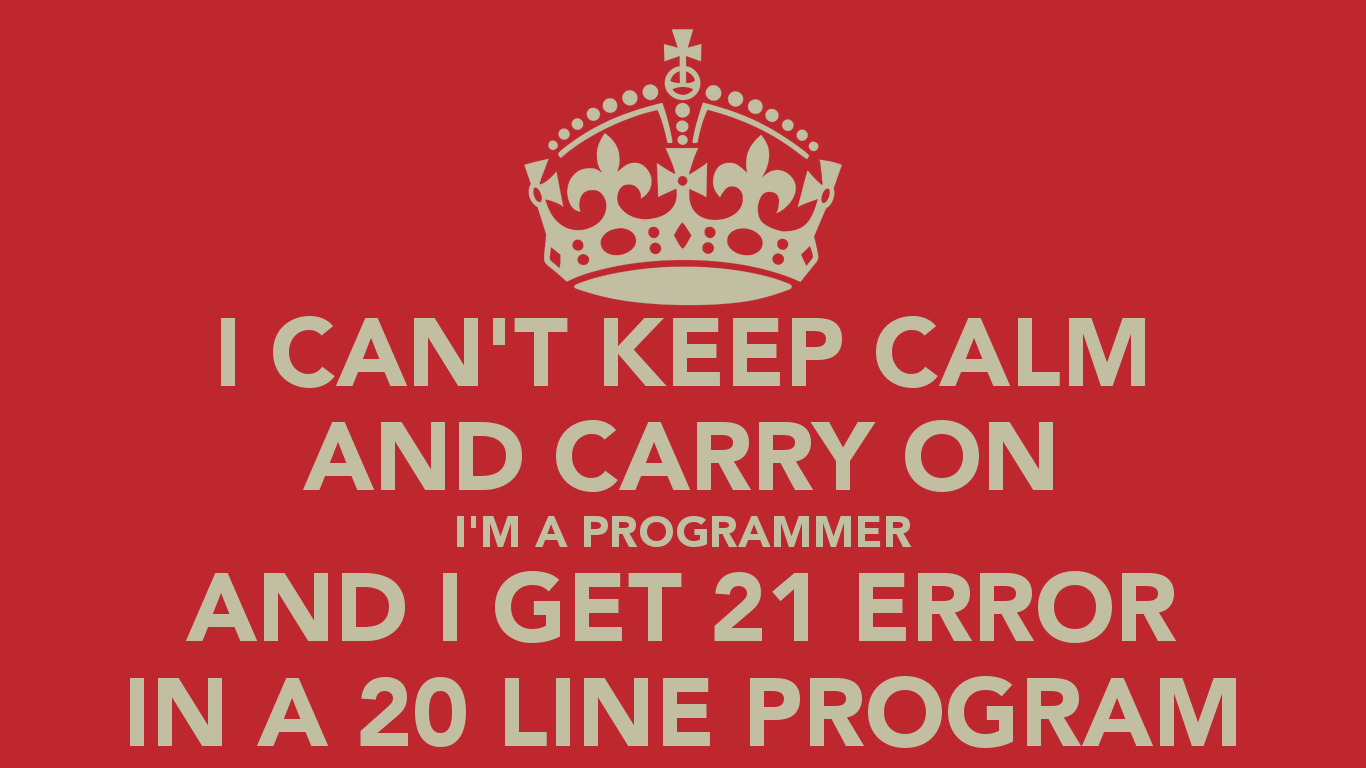 I CAN'T KEEP CALM
AND CARRY ON
I'M A PROGRAMMER
AND I GET 21 ERROR
IN A 20 LINE PROGRAM